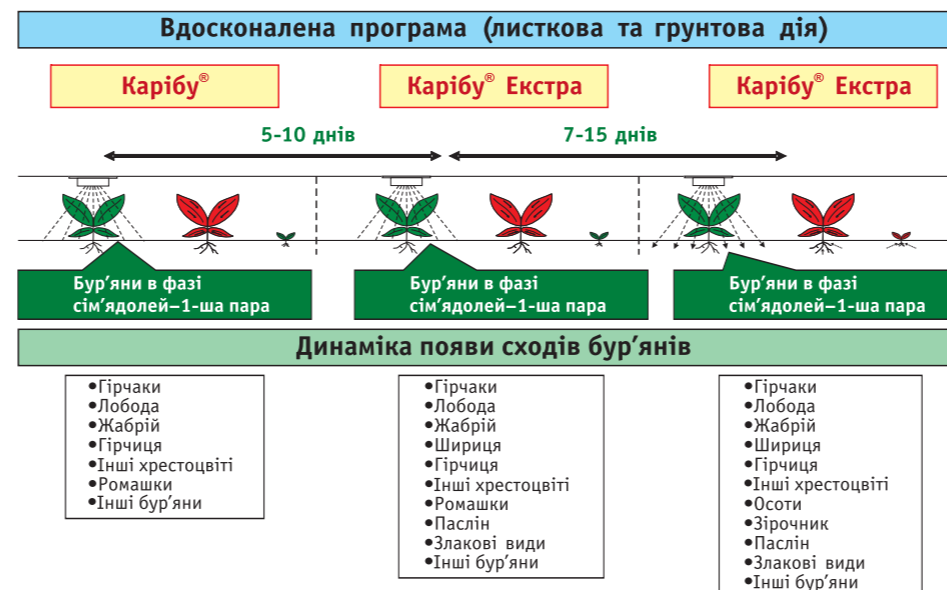 Вдосконалена програма (листкова та грунтова дія)
Карібу® Карібу® Екстра Карібу® Екстра
5-10 днів 7-15 днів
Бур'яни в фазі
сім'ядолей–1-ша пара
Бур'яни в фазі
сім'ядолей–1-ша пара
Бур'яни в фазі
сім'ядолей–1-ша пара
Динаміка появи сходів бур'янів
•Гірчаки
•Лобода
•Жабрій
•Гірчиця
•Інші хрестоцвіті
•Ромашки
•Інші бур'яни
•Гірчаки
•Лобода
•Жабрій
•Шириця
•Гірчиця
•Інші хрестоцвіті
•Ромашки
•Паслін
•Злакові види
•Інші бур'яни
•Гірчаки
•Лобода
•Жабрій
•Шириця
•Гірчиця
•Інші хрестоцвіті
•Осоти
•Зірочник
•Паслін
•Злакові види
•Інші бур'яни